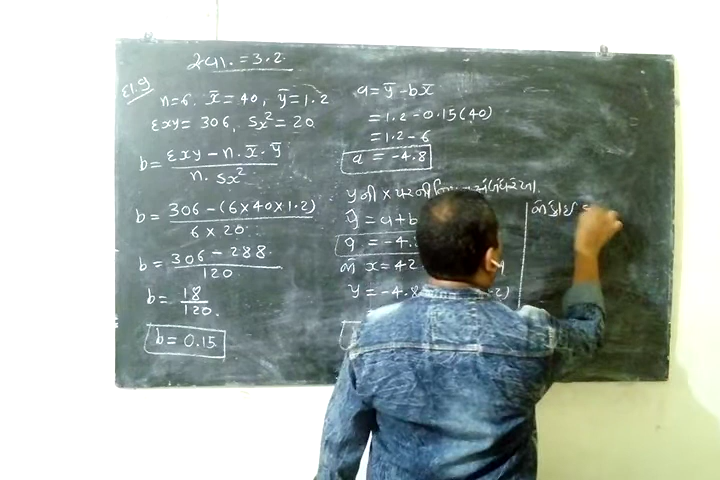 સ્વા. = 3.2
દા.9
n=6. x̄ = 40, ȳ = 1.2
Σxy = 306, Sx² = 20
b = Σxy - n. x̄. ȳ / n. Sx²
b = 306 - (6 x 40 x 1.2) / 6 x 20
b = 306 - 288 / 120
b = 18 / 120.
b = 0.15
a = ȳ - bx̄
= 1.2 - 0.15 (40)
= 1.2 - 6
a = -4.8
y ની x પરની
ŷ = a + b
ŷ = -4.
x = 42
y = -4.8 2)